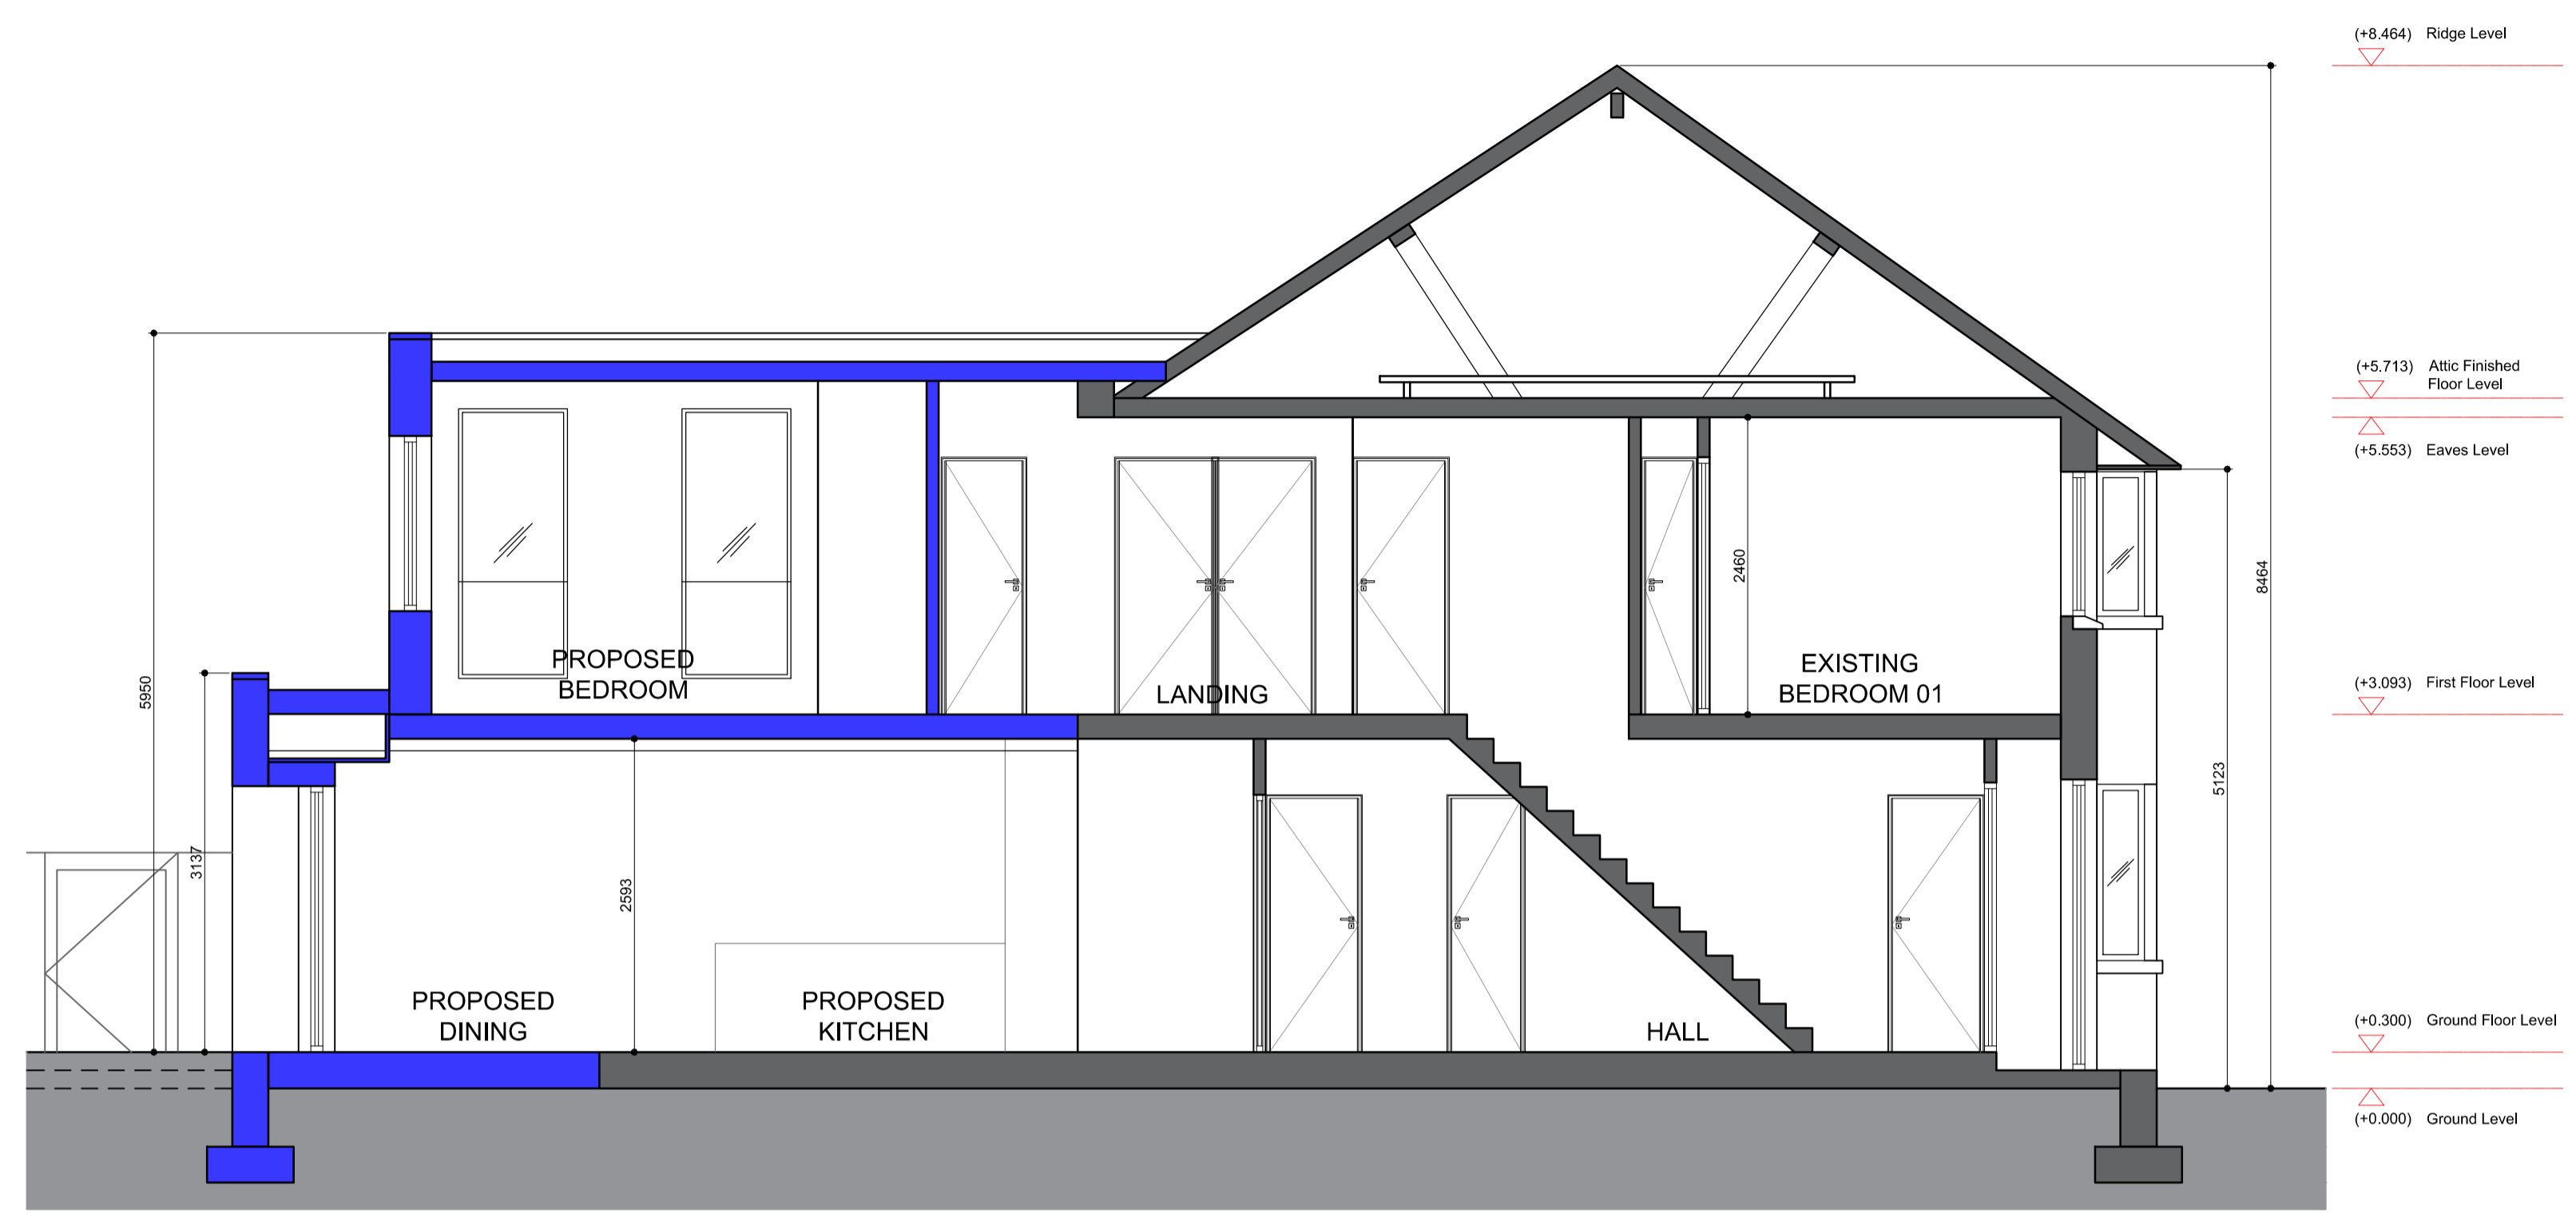 (+8.464) Ridge Level
(+5.713) Attic Finished
Floor Level
(+5.553) Eaves Level
(+3.093) First Floor Level
(+0.300) Ground Floor Level
(+0.000) Ground Level
5950
3137
2593
2460
5123
8464
PROPOSED
BEDROOM
LANDING
EXISTING
BEDROOM 01
PROPOSED
DINING
PROPOSED
KITCHEN
HALL